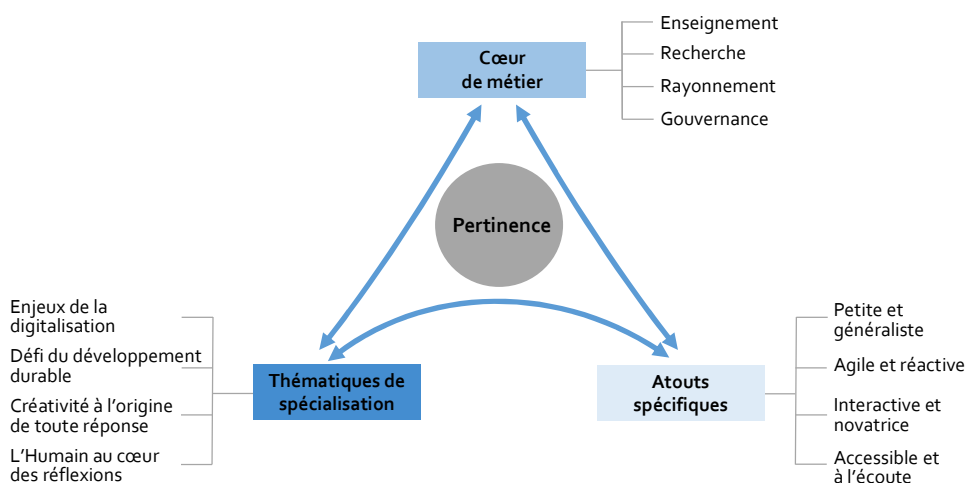 Cœur
de métier
Enseignement
Recherche
Rayonnement
Gouvernance
Pertinence
Enjeux de la
digitalisation
Défi du développement
durable
Créativité à l'origine
de toute réponse
L'Humain au cœur
des réflexions
Thématiques de
spécialisation
Atouts
spécifiques
Petite et
généraliste
Agile et réactive
Interactive et
novatrice
Accessible et
à l'écoute